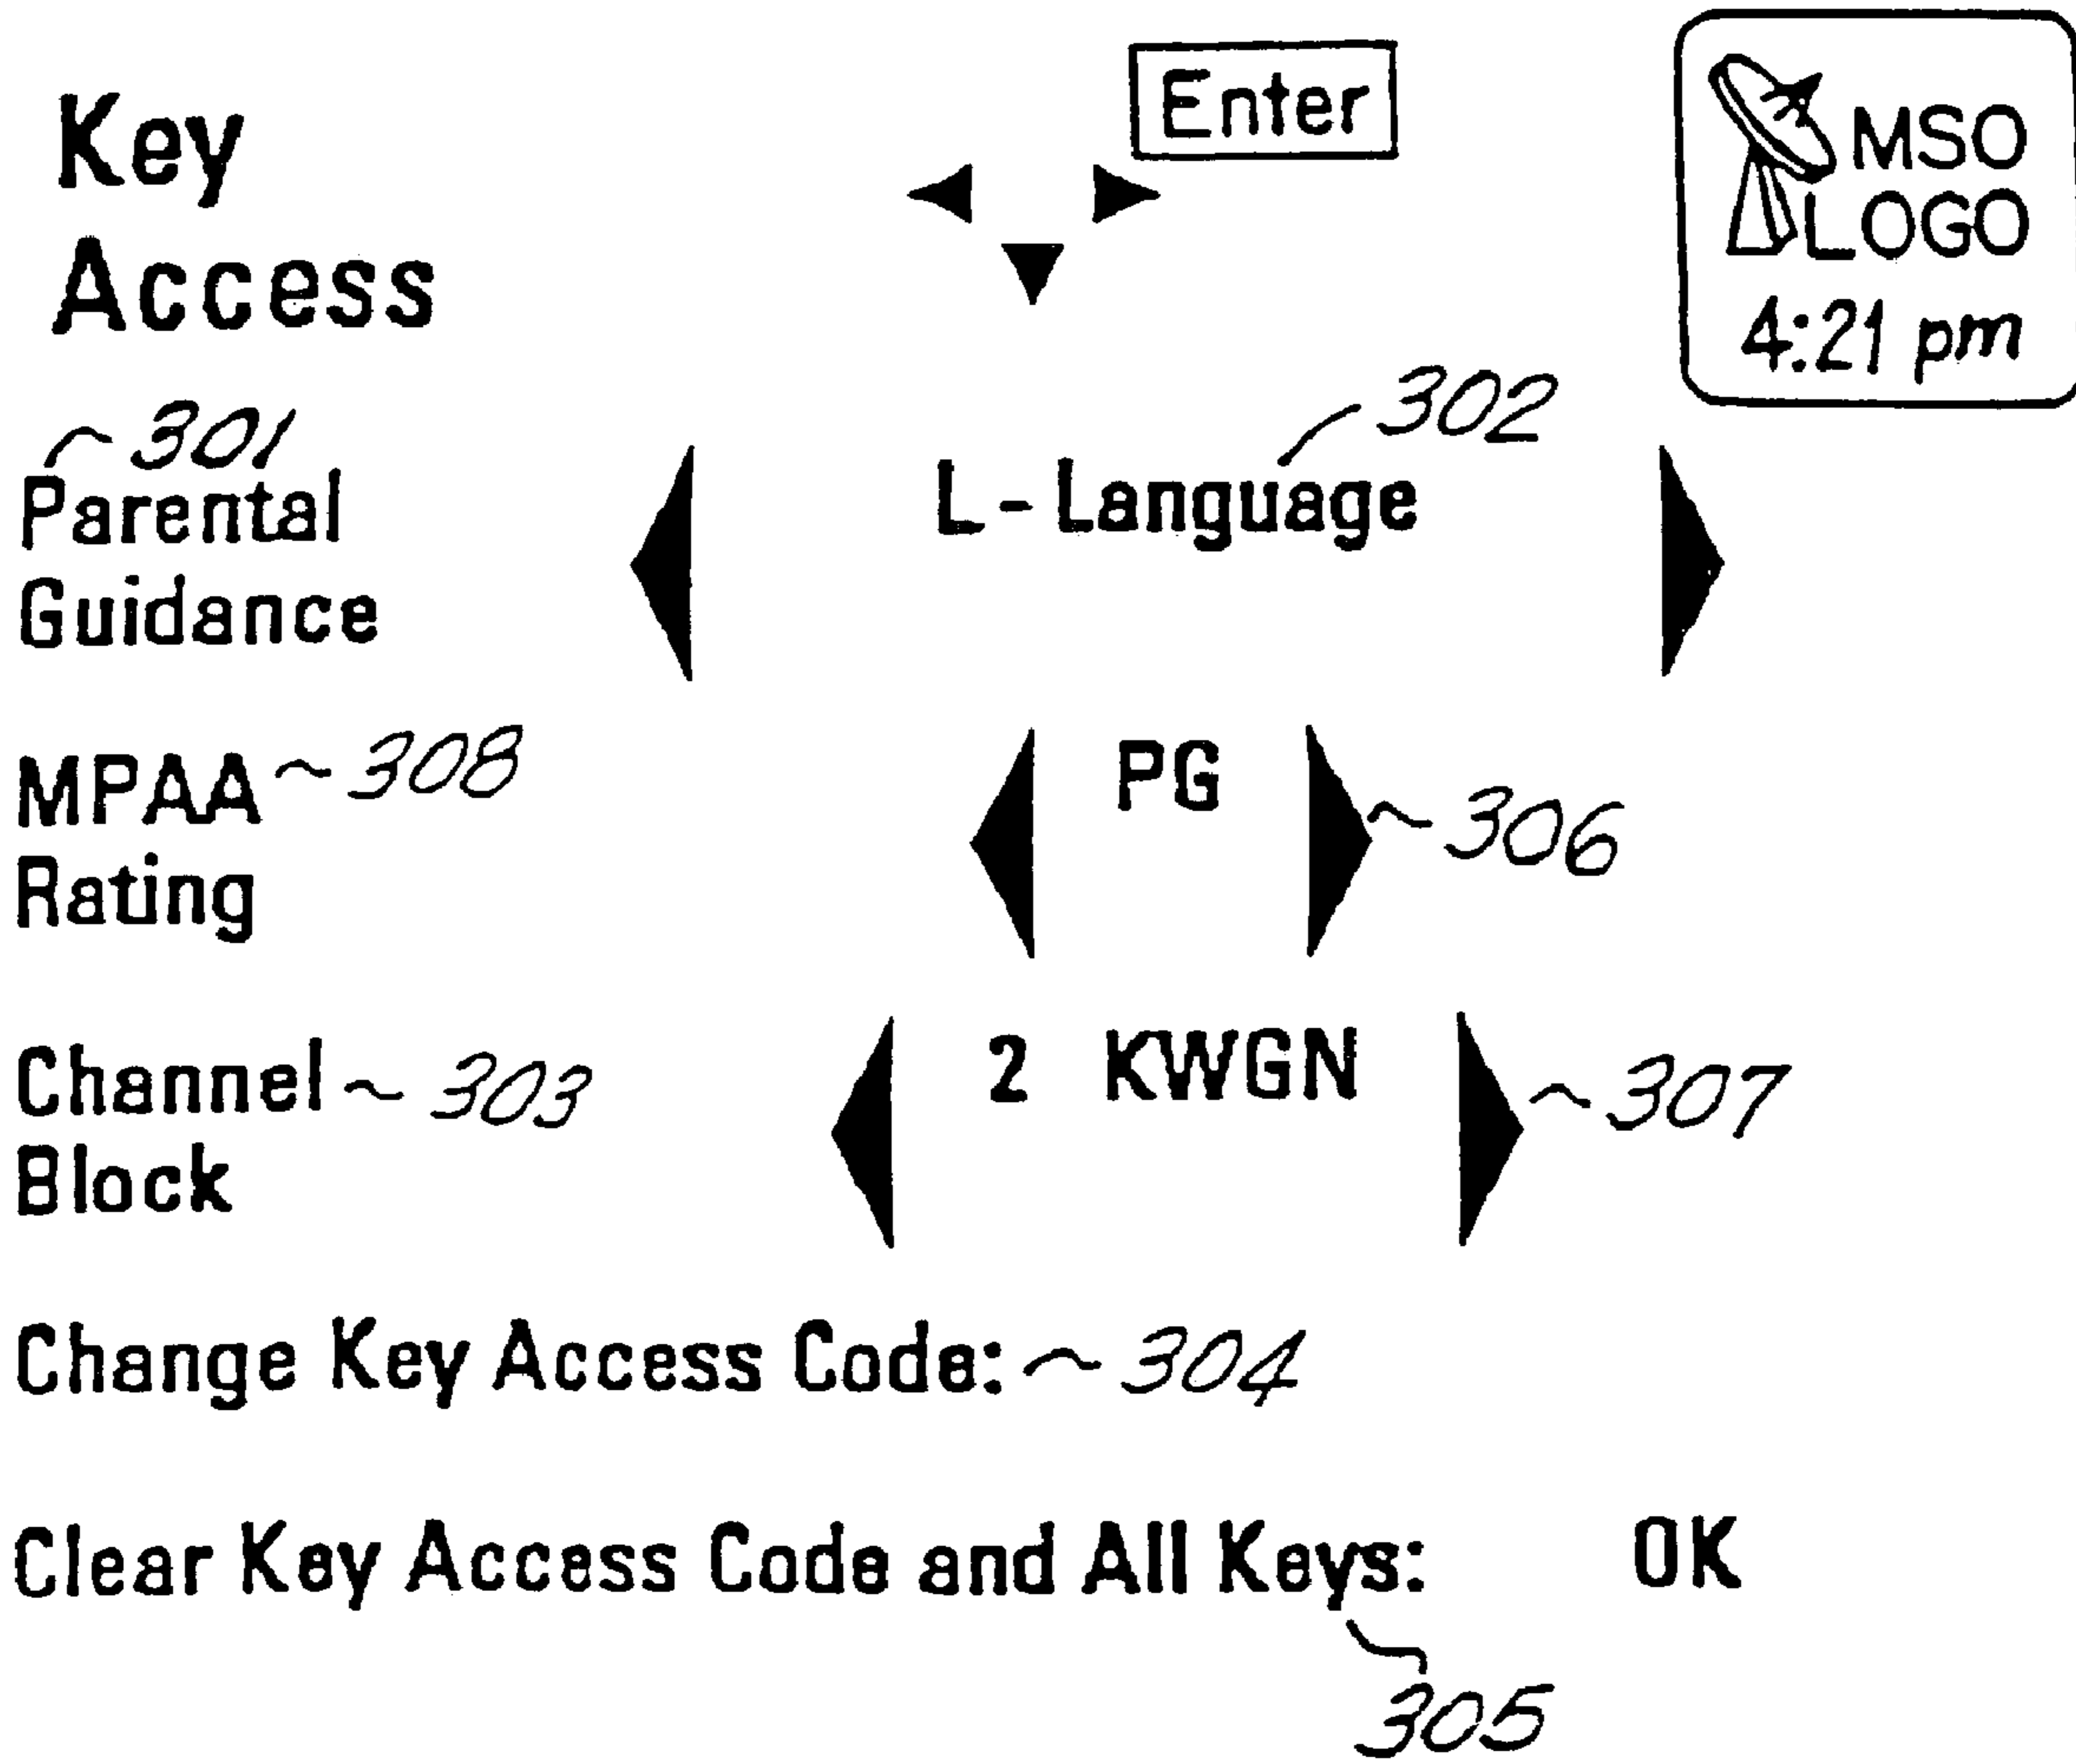 Key
Access
Enter
MSO
LOGO
4:21 pm
301
302
Parental
Guidance
L-Language
MPAA 308
Rating
PG
306
Channel 303
Block
2 KWGN
307
Change Key Access Code: 304
Clear Key Access Code and All Keys: OK
305